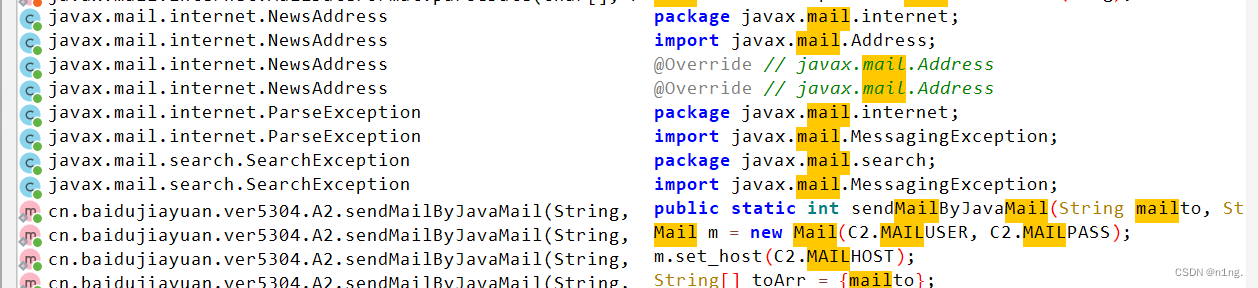 javax.mail.internet.NewsAddress package javax.mail.internet;
javax.mail.internet.NewsAddress import javax.mail.Address;
javax.mail.internet.NewsAddress @Override // javax.mail.Address
javax.mail.internet.NewsAddress @Override // javax.mail.Address
javax.mail.internet.ParseException package javax.mail.internet;
javax.mail.internet.ParseException import javax.mail.MessagingException;
javax.mail.search.SearchException package javax.mail.search;
javax.mail.search.SearchException import javax.mail.MessagingException;
cn.baidujiayuan.ver5304.A2.sendMailByJavaMail(String, public static int sendMailByJavaMail(String mailto, St
cn.baidujiayuan.ver5304.A2.sendMailByJavaMail(String, Mail m = new Mail(C2.MAILUSER, C2.MAILPASS);
cn.baidujiayuan.ver5304.A2.sendMailByJavaMail(String, m.set_host(C2.MAILHOST);
cn.baidujiayuan.ver5304.A2.sendMailByJavaMail(String, String[] toArr = {mailto};
CSDN @n1ng.